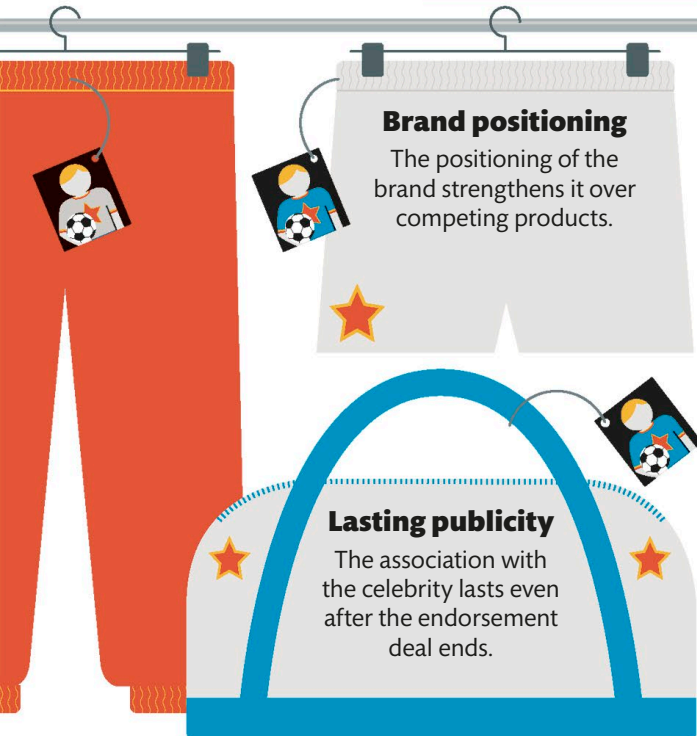 Brand positioning
The positioning of the
brand strengthens it over
competing products.
Lasting publicity
The association with
the celebrity lasts even
after the endorsement
deal ends.